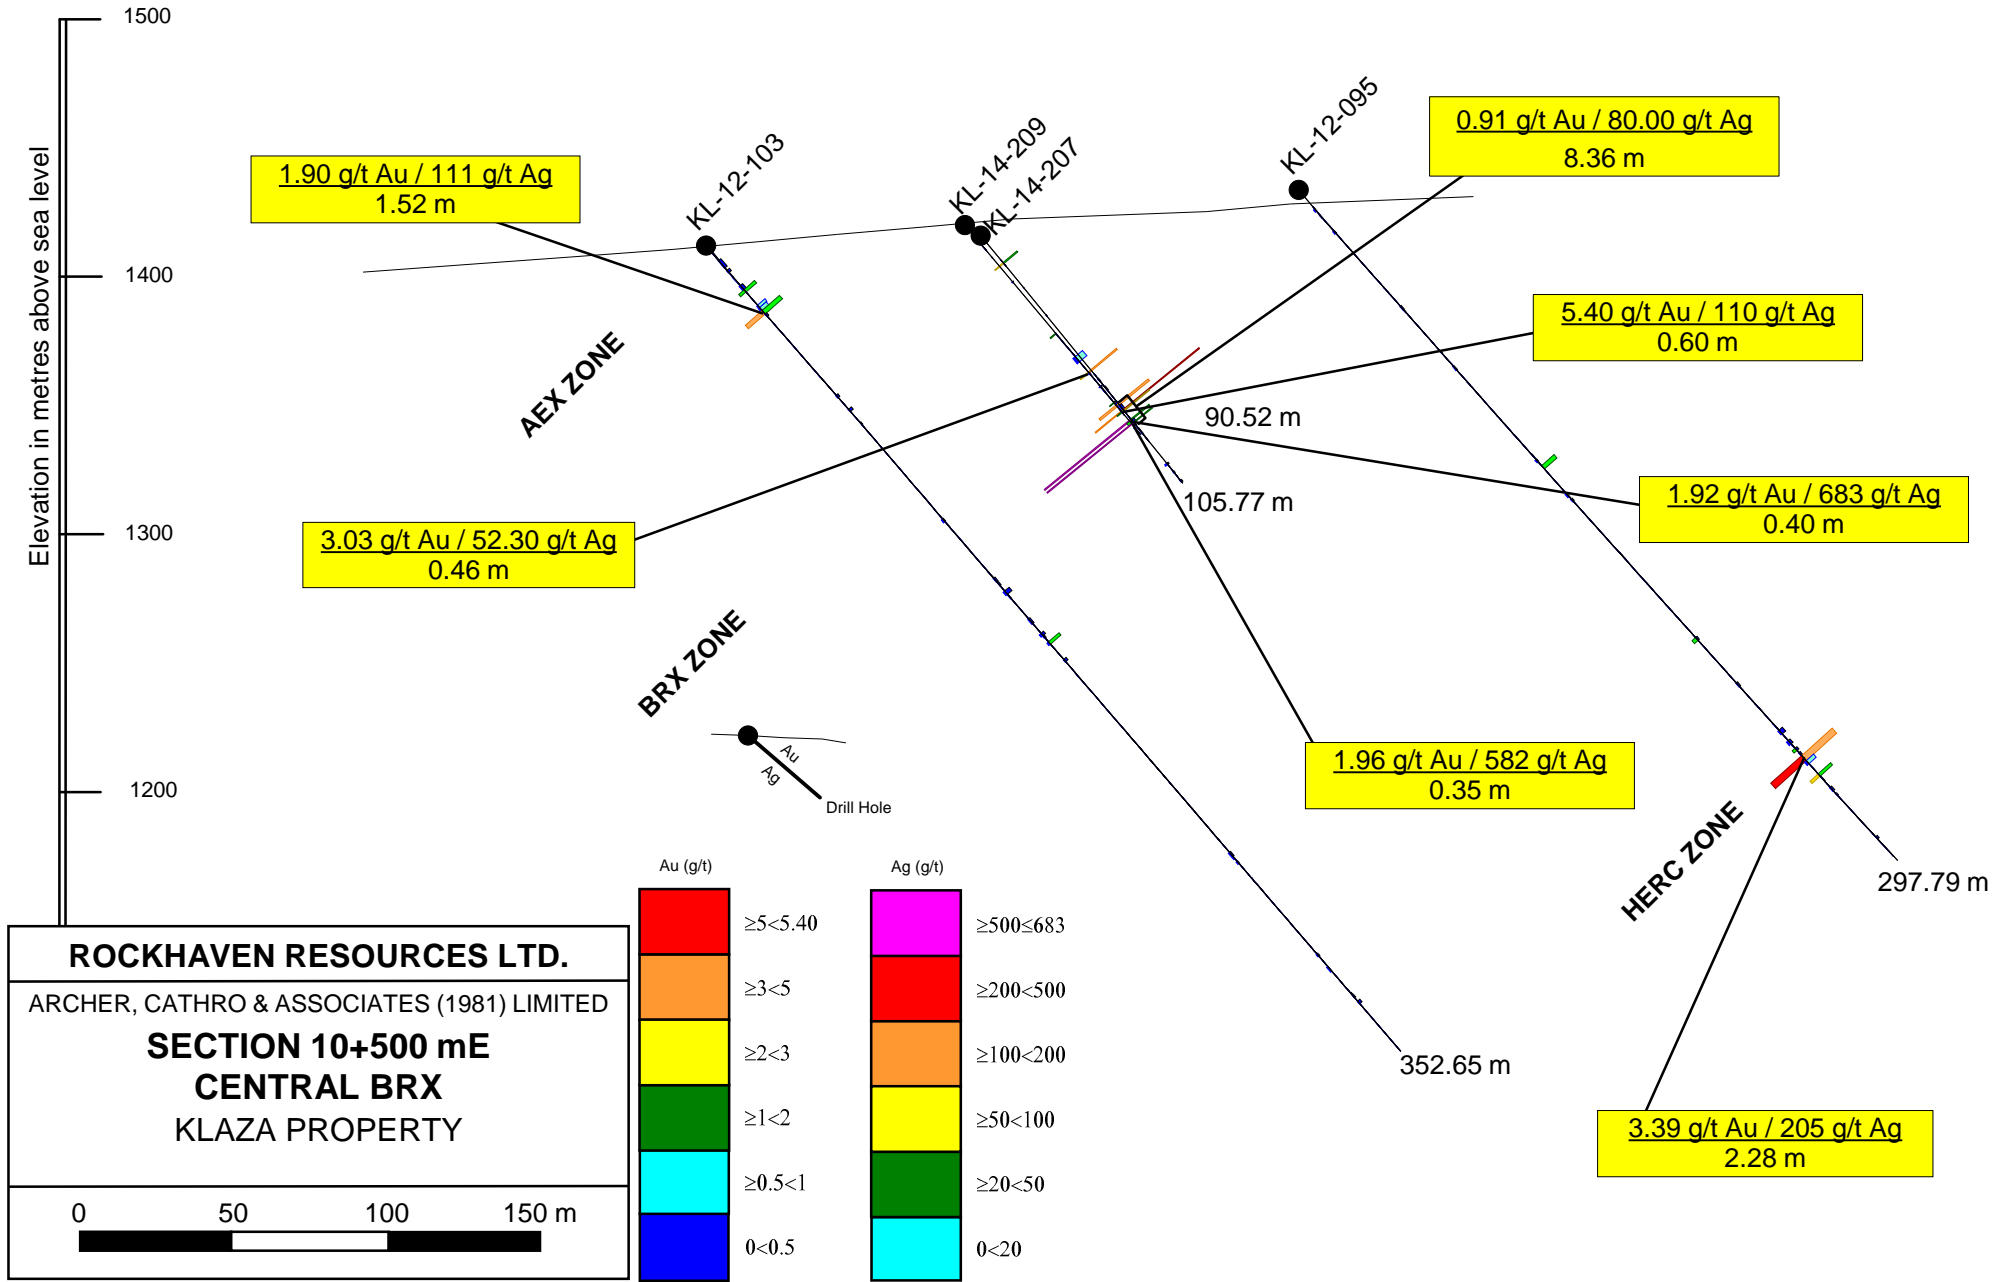 1500
1400
1300
1200
Elevation in metres above sea level
KL-12-103
KL-14-209
KL-14-207
KL-12-095
1.90 g/t Au / 111 g/t Ag
1.52 m
0.91 g/t Au / 80.00 g/t Ag
8.36 m
5.40 g/t Au / 110 g/t Ag
0.60 m
AEX ZONE
90.52 m
105.77 m
1.92 g/t Au / 683 g/t Ag
0.40 m
3.03 g/t Au / 52.30 g/t Ag
0.46 m
BRX ZONE
Au
Ag
Drill Hole
1.96 g/t Au / 582 g/t Ag
0.35 m
HERC ZONE
297.79 m
352.65 m
3.39 g/t Au / 205 g/t Ag
2.28 m
Au (g/t)
≥5<5.40
≥3<5
≥2<3
≥1<2
≥0.5<1
0<0.5
Ag (g/t)
≥500≤683
≥200<500
≥100<200
≥50<100
≥20<50
0<20
ROCKHAVEN RESOURCES LTD.
ARCHER, CATHRO & ASSOCIATES (1981) LIMITED
SECTION 10+500 mE
CENTRAL BRX
KLAZA PROPERTY
0 50 100 150 m